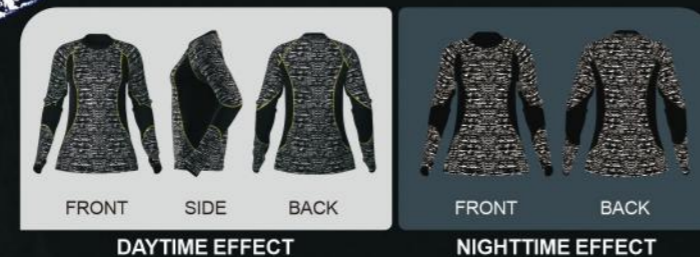 FRONT SIDE BACK
DAYTIME EFFECT
FRONT BACK
NIGHTTIME EFFECT